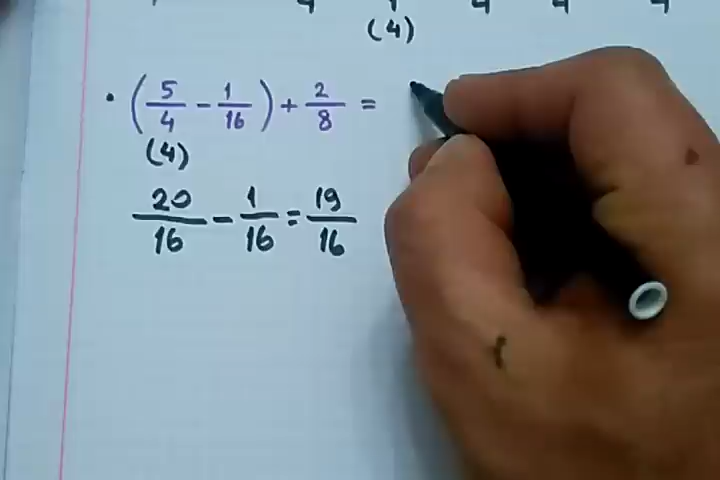 (4)
• (5/4 - 1/16) + 2/8 =
(4)
20/16 - 1/16 = 19/16